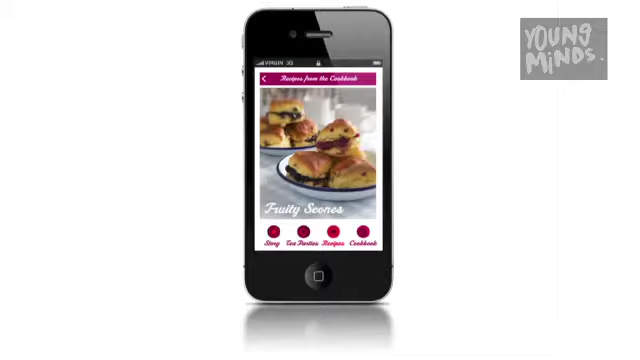 YOUNG
MiNDS.
VIRGIN 3G
Recipes from the Cookbook
Fruity Scones
Story Tea Parties Recipes Cookbook